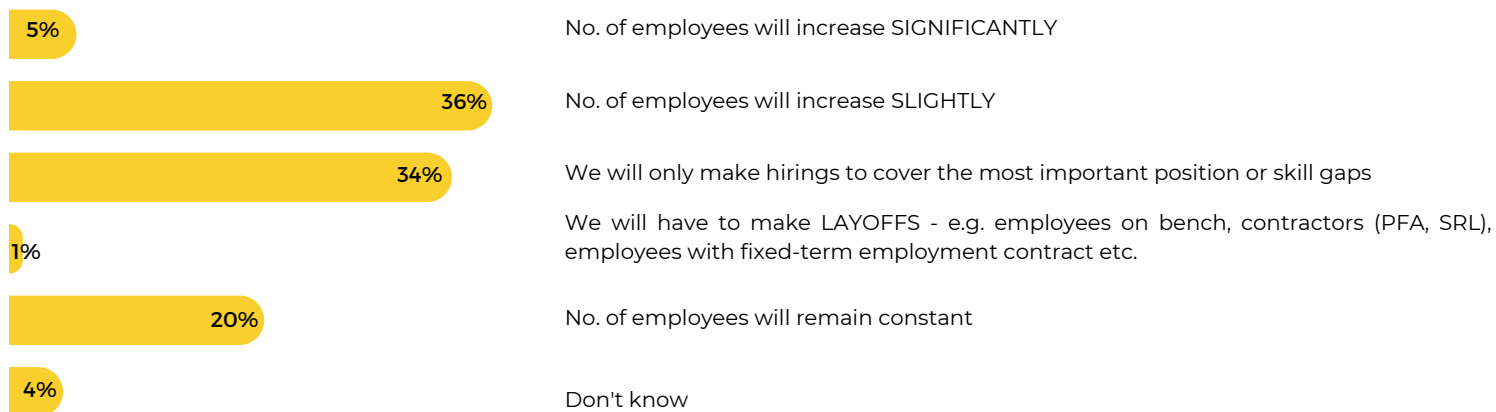 5%
No. of employees will increase SIGNIFICANTLY
36%
No. of employees will increase SLIGHTLY
34%
We will only make hirings to cover the most important position or skill gaps
1%
We will have to make LAYOFFS - e.g. employees on bench, contractors (PFA, SRL),
employees with fixed-term employment contract etc.
20%
No. of employees will remain constant
4%
Don't know